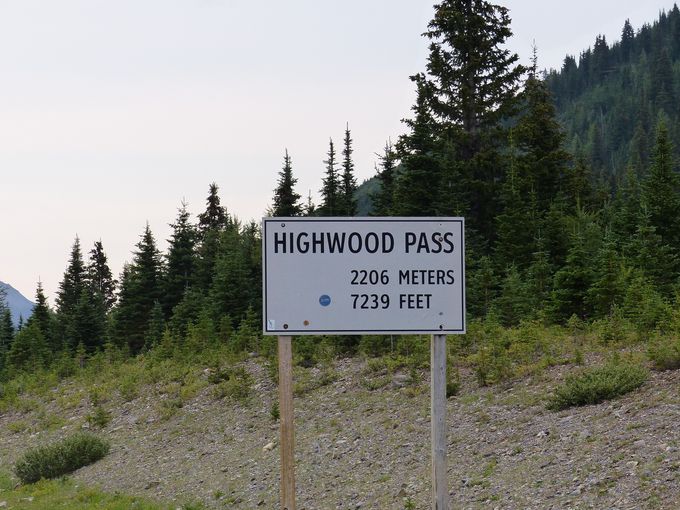 HIGHWOOD PASS
2206 METERS
7239 FEET